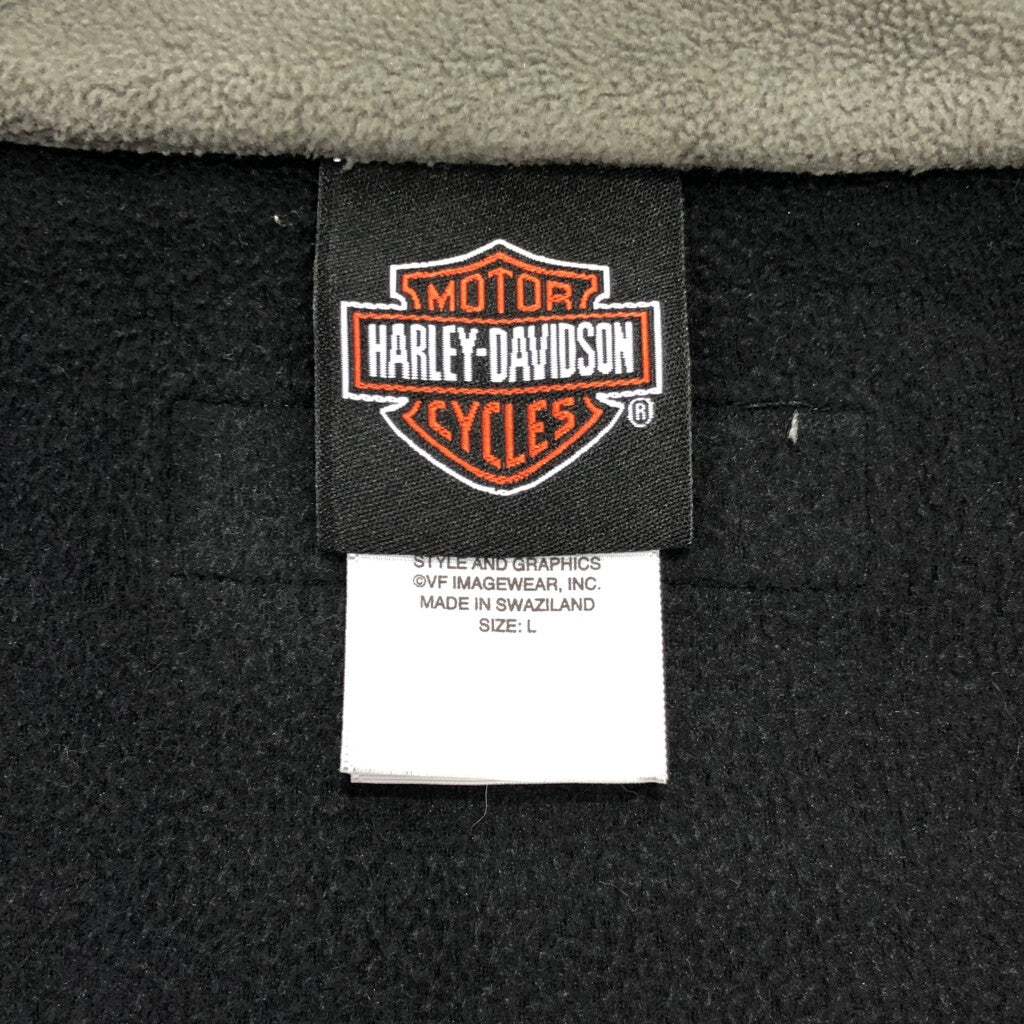 MOTOR
HARLEY-DAVIDSON
CYCLES
®
STYLE AND GRAPHICS
©VF IMAGEWEAR, INC.
MADE IN SWAZILAND
SIZE: L